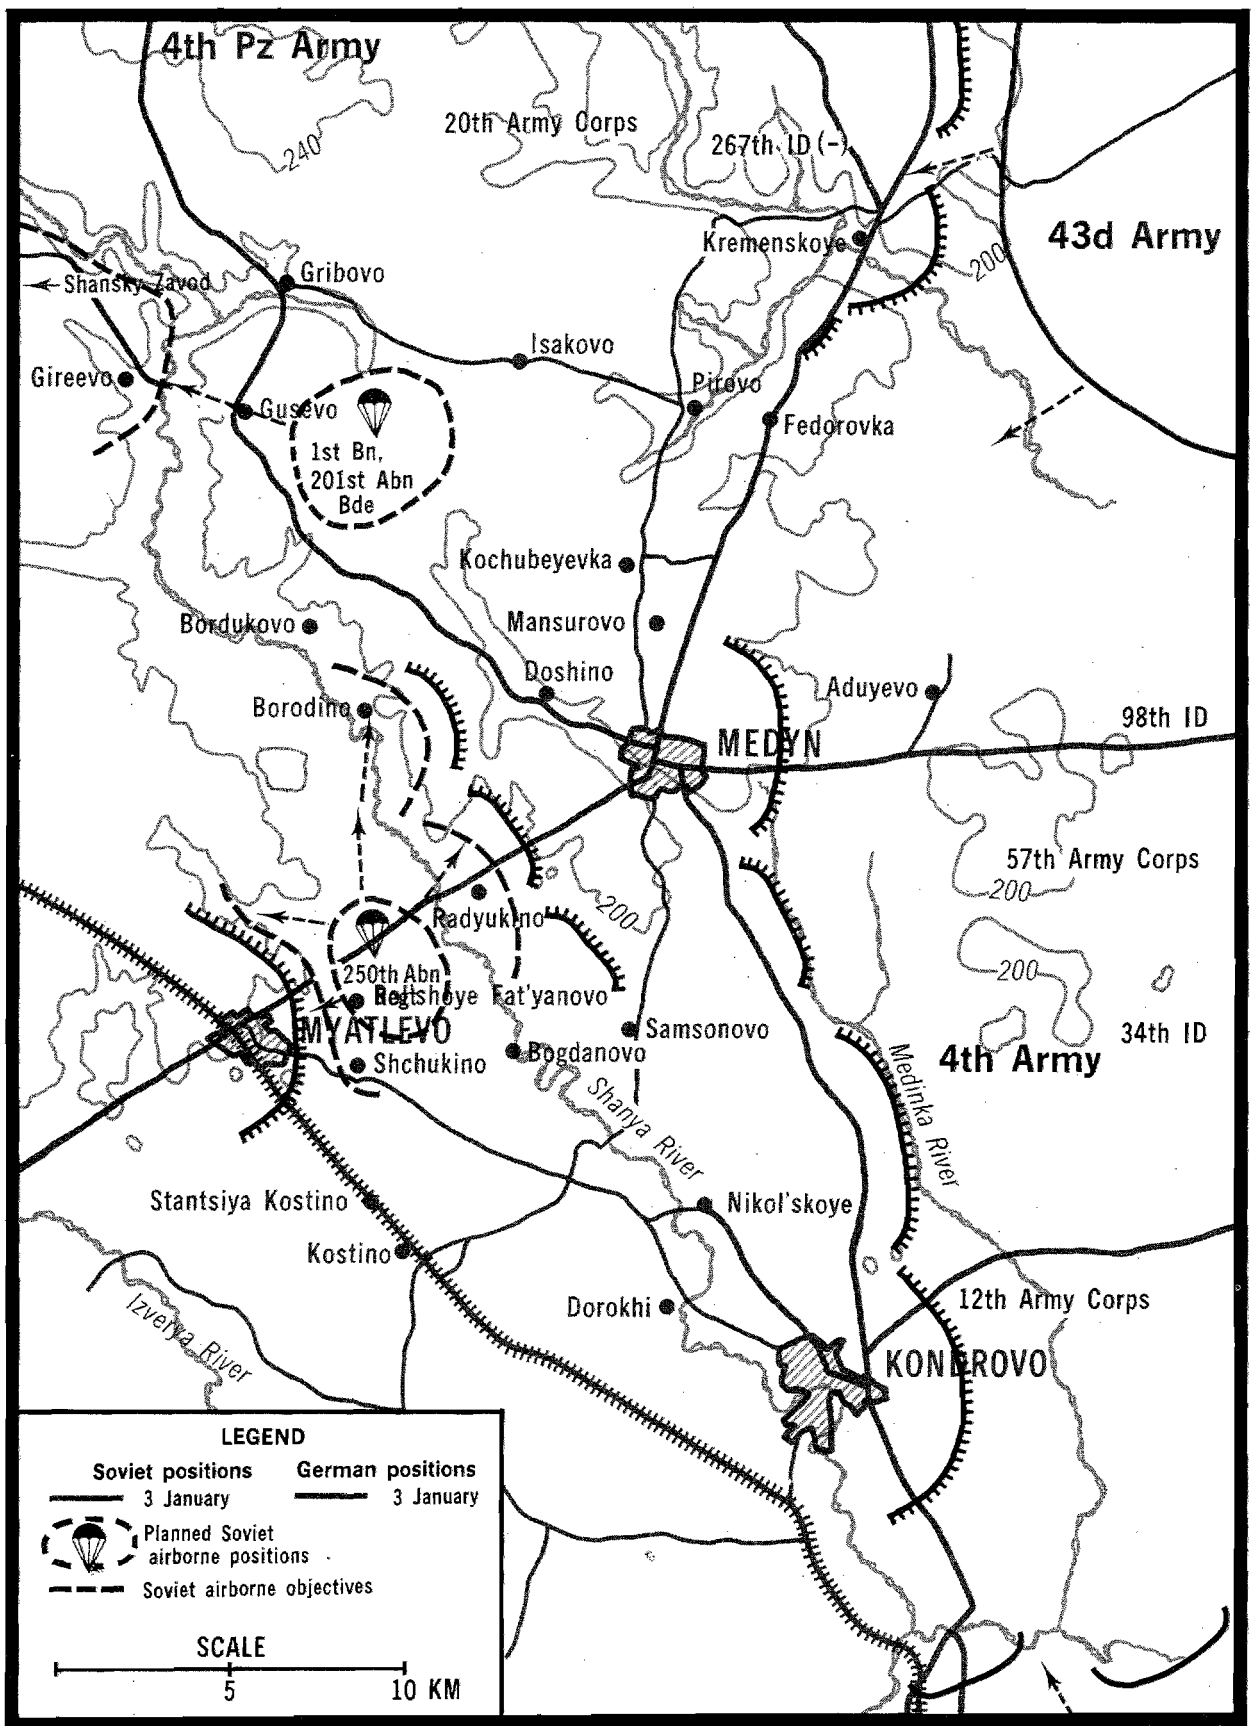 4th Pz Army
20th Army Corps
267th ID (-)
240
43d Army
Kremenskoye
200
Gribovo
Shansky Zavod
Isakovo
Gireevo
Pirovo
Gusevo
Fedorovka
1st Bn,
201st Abn
Bde
Kochubeyevka
Bordukovo
Mansurovo
Doshino
Aduyevo
Borodino
98th ID
MEDYN
57th Army Corps
200
Radyukino
200
250th Abn
200
Fat'yanovo
MYATLEVO
Samsonovo
34th ID
Bogdanovo
4th Army
Shchukino
Shanya River
Medinka River
Stantsiya Kostino
Nikol'skoye
Kostino
Dorokhi
12th Army Corps
Izverya River
KONDROVO
LEGEND
Soviet positions
German positions
3 January
3 January
Planned Soviet
airborne positions
Soviet airborne objectives
SCALE
5
10 KM